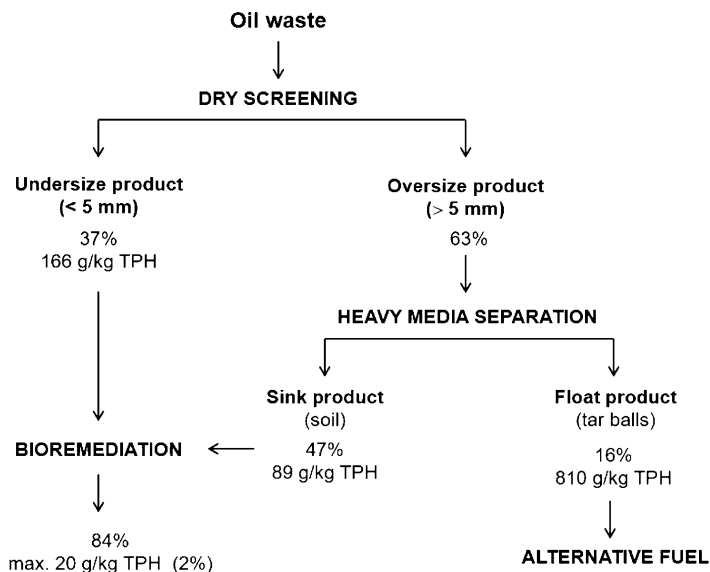 Oil waste
DRY SCREENING
Undersize product
(< 5 mm)
37%
166 g/kg TPH
Oversize product
(> 5 mm)
63%
HEAVY MEDIA SEPARATION
Sink product
(soil)
47%
89 g/kg TPH
Float product
(tar balls)
16%
810 g/kg TPH
BIOREMEDIATION
84%
max. 20 g/kg TPH (2%)
ALTERNATIVE FUEL